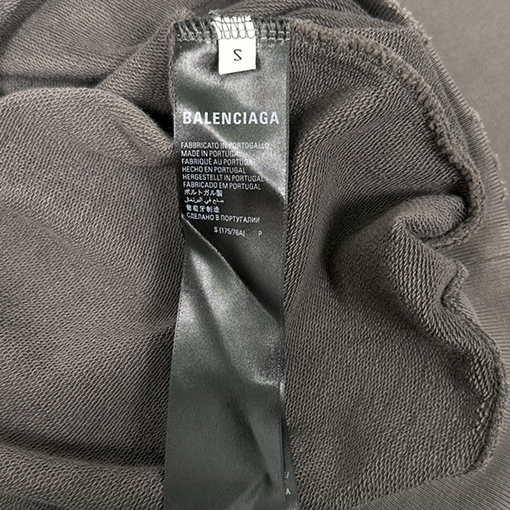 S
BALENCIAGA
FABBRICATO IN PORTOGALLO
MADE IN PORTUGAL
FABRIQUÉ AU PORTUGAL
HECHO EN PORTUGAL
HERGESTELLT IN PORTUGAL
FABRICADO EM PORTUGAL
ポルトガル製
صنع في البرتغال
葡萄牙制造
СДЕЛАНО В ПОРТУГАЛИИ
S (175/76A) P
A